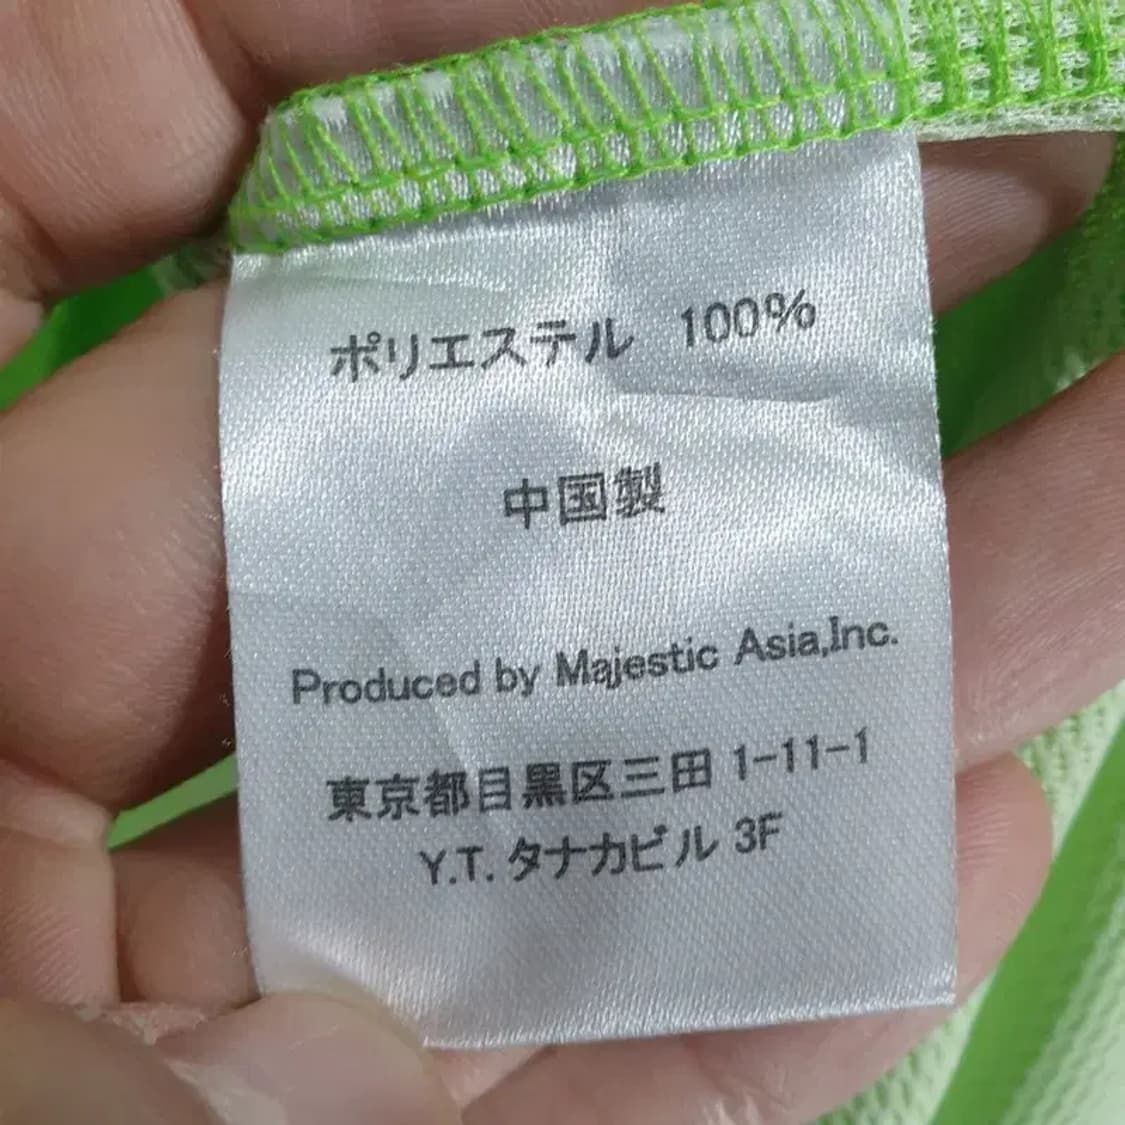 ポリエステル 100%
中国製
Produced by Majestic Asia,Inc.
東京都目黒区三田 1-11-1
Y.T. タナカビル 3F